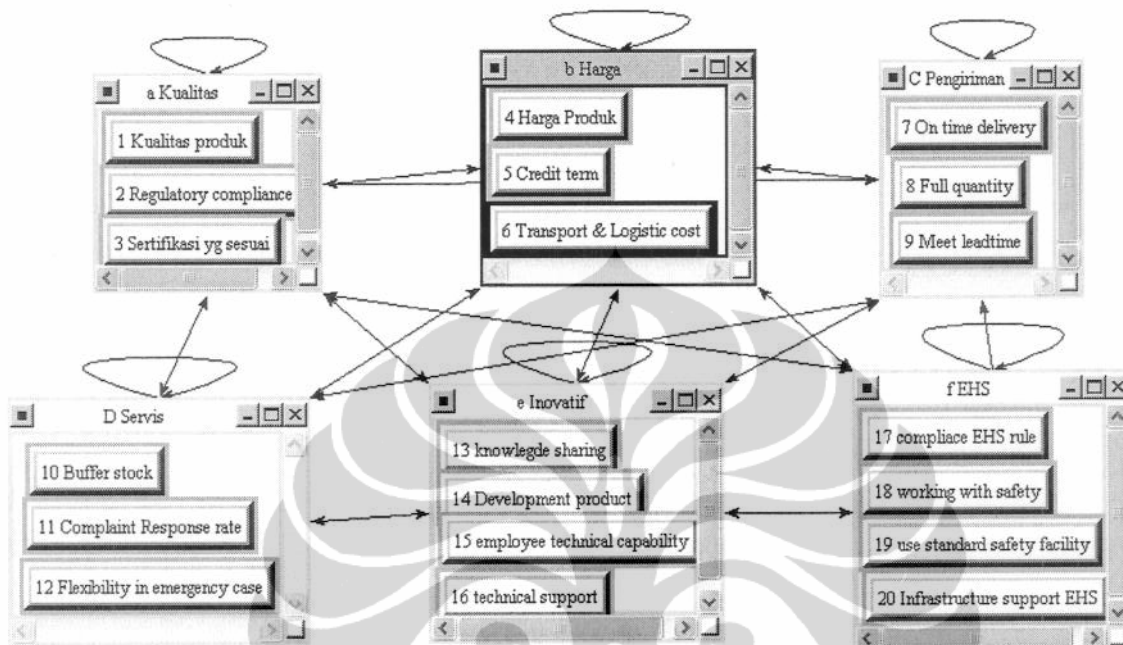 a Kualitas
1 Kualitas produk
2 Regulatory compliance
3 Sertifikasi yg sesuai
b Harga
4 Harga Produk
5 Credit term
6 Transport & Logistic cost
C Pengiriman
7 On time delivery
8 Full quantity
9 Meet leadtime
D Servis
10 Buffer stock
11 Complaint Response rate
12 Flexibility in emergency case
e Inovatif
13 knowlegde sharing
14 Development product
15 employee technical capability
16 technical support
f EHS
17 compliace EHS rule
18 working with safety
19 use standard safety facility
20 Infrastructure support EHS